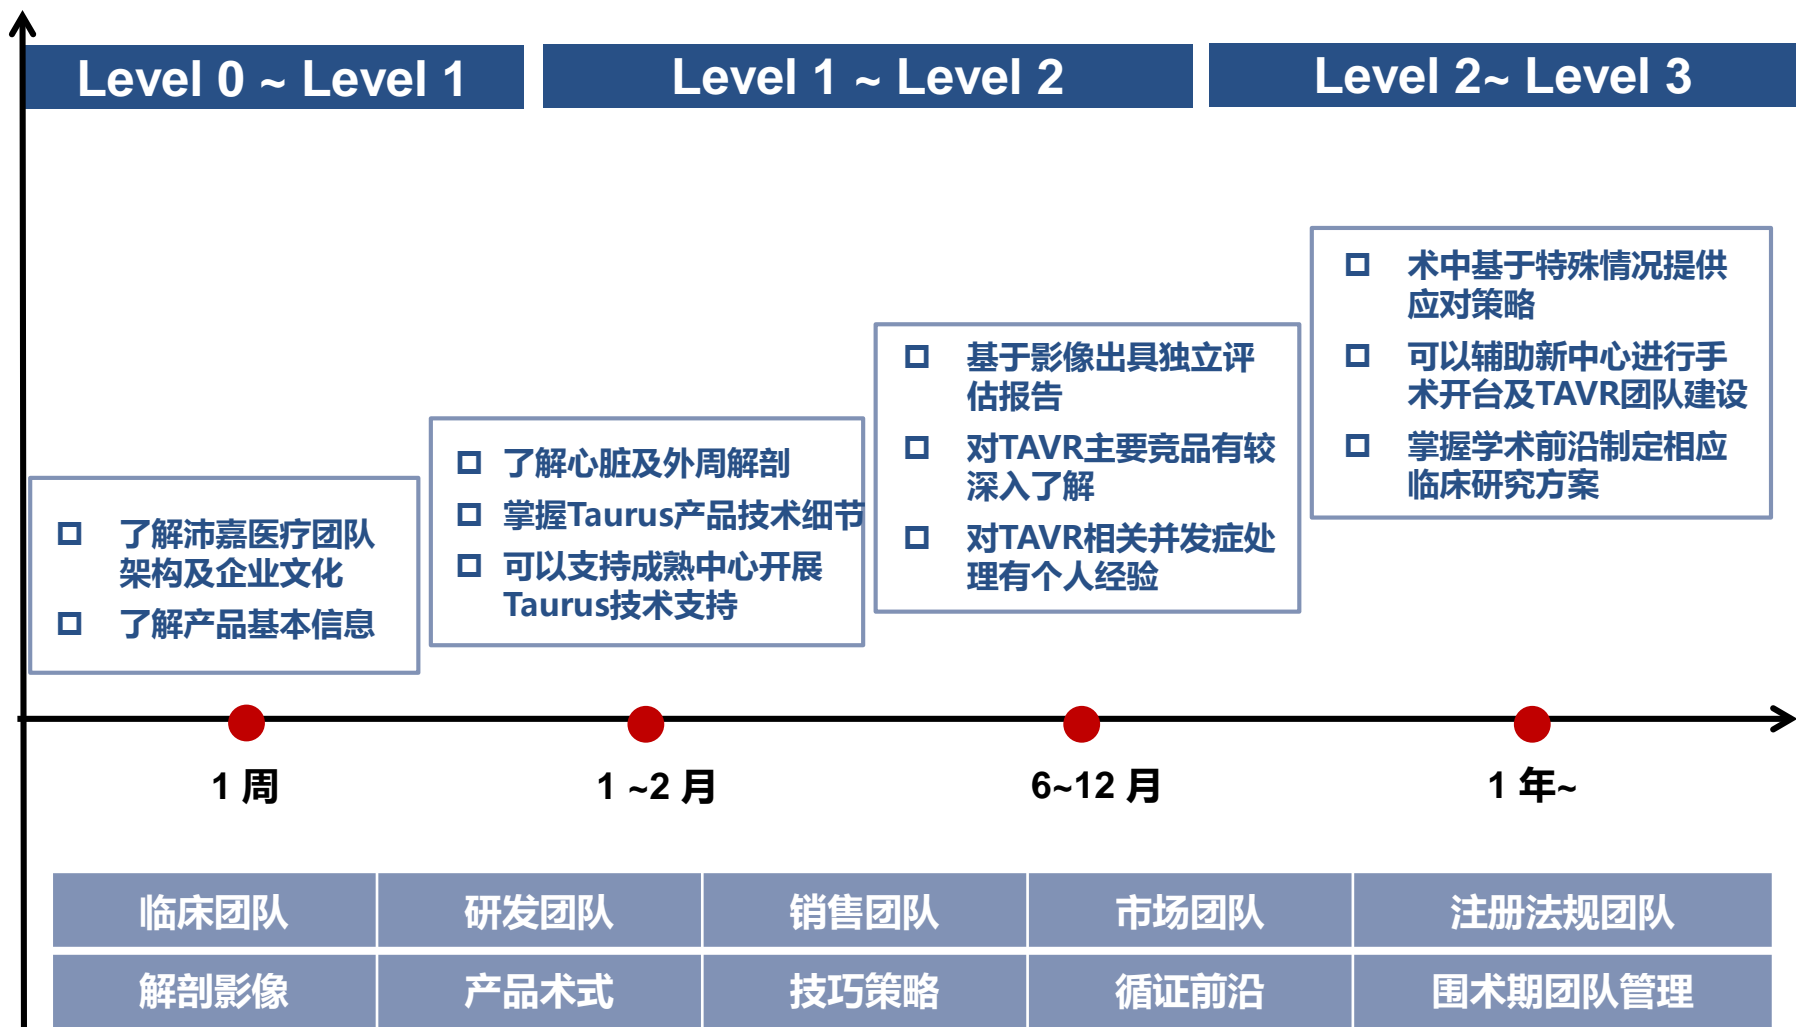 Level 0 ~ Level 1
Level 1 ~ Level 2
Level 2~ Level 3
了解沛嘉医疗团队
架构及企业文化
了解产品基本信息
了解心脏及外周解剖
掌握Taurus产品技术细节
可以支持成熟中心开展
Taurus技术支持
基于影像出具独立评
估报告
对TAVR主要竞品有较
深入了解
对TAVR相关并发症处
理有个人经验
术中基于特殊情况提供
应对策略
可以辅助新中心进行手
术开台及TAVR团队建设
掌握学术前沿制定相应
临床研究方案
1 周
1 ~2 月
6~12 月
1 年~
临床团队
研发团队
销售团队
市场团队
注册法规团队
解剖影像
产品术式
技巧策略
循证前沿
围术期团队管理